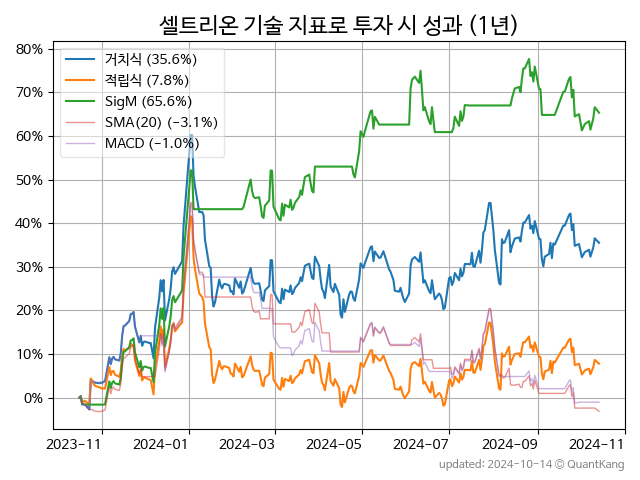 셀트리온 기술 지표로 투자 시 성과 (1년)
80%
70%
60%
50%
40%
30%
20%
10%
0%
거치식 (35.6%)
적립식 (7.8%)
SigM (65.6%)
SMA(20) (−3.1%)
MACD (−1.0%)
2023-11 2024-01 2024-03 2024-05 2024-07 2024-09 2024-11
updated: 2024-10-14 © QuantKang